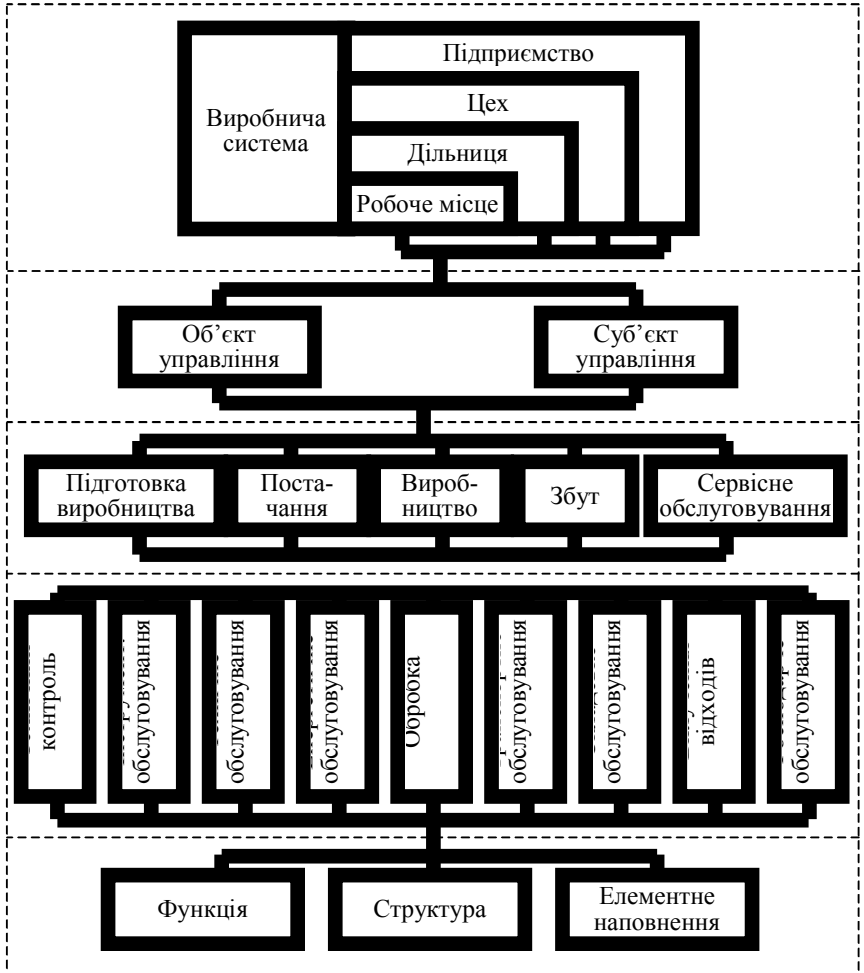 Підприємство
Цех
Виробнича
система
Дільниця
Робоче місце
Об’єкт
управління
Суб’єкт
управління
Підготовка
виробництва
Поста-
чання
Вироб-
ництво
Збут
Сервісне
обслуговування
контроль
обслуговування
обслуговування
обслуговування
Обробка
обслуговування
обслуговування
відходів
обслуговування
Функція
Структура
Елементне
наповнення